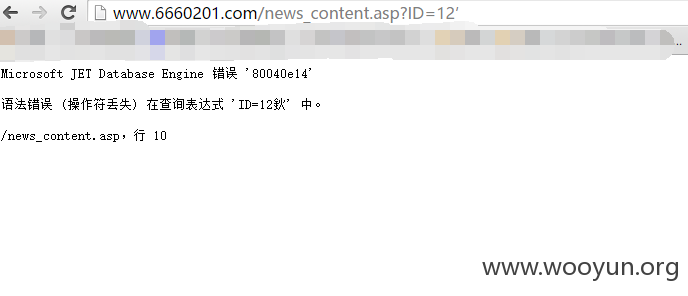 www.6660201.com/news_content.asp?ID=12'
Microsoft JET Database Engine 错误 '80040e14'
语法错误 (操作符丢失) 在查询表达式 'ID=12鈥' 中。
/news_content.asp，行 10
www.wooyun.org